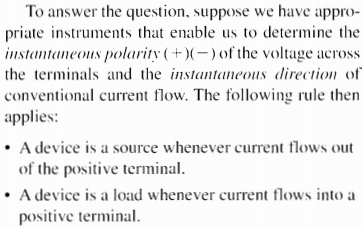 To answer the question, suppose we have appro-
priate instruments that enable us to determine the
instantaneous polarity (+)(−) of the voltage across
the terminals and the instantaneous direction of
conventional current flow. The following rule then
applies:
• A device is a source whenever current flows out
of the positive terminal.
• A device is a load whenever current flows into a
positive terminal.